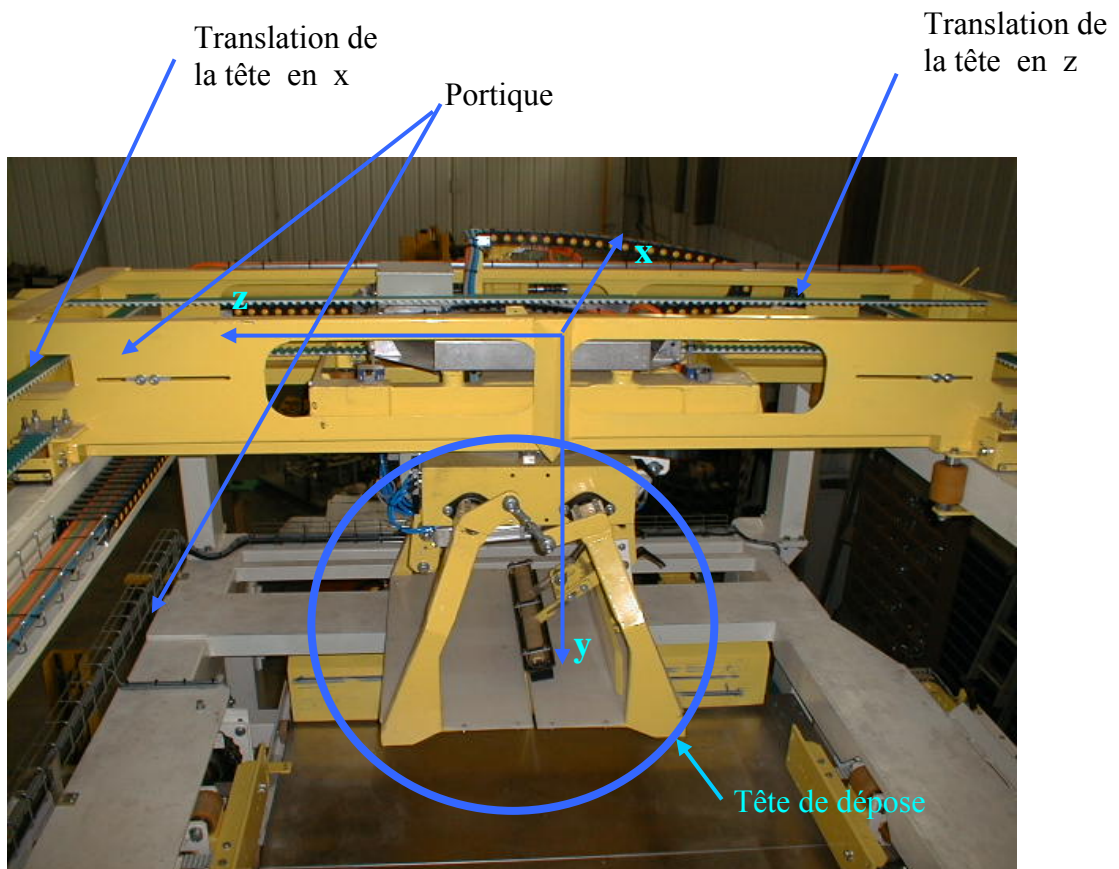 Translation de
la tête en x
Portique
Translation de
la tête en z
x
z
y
Tête de dépose